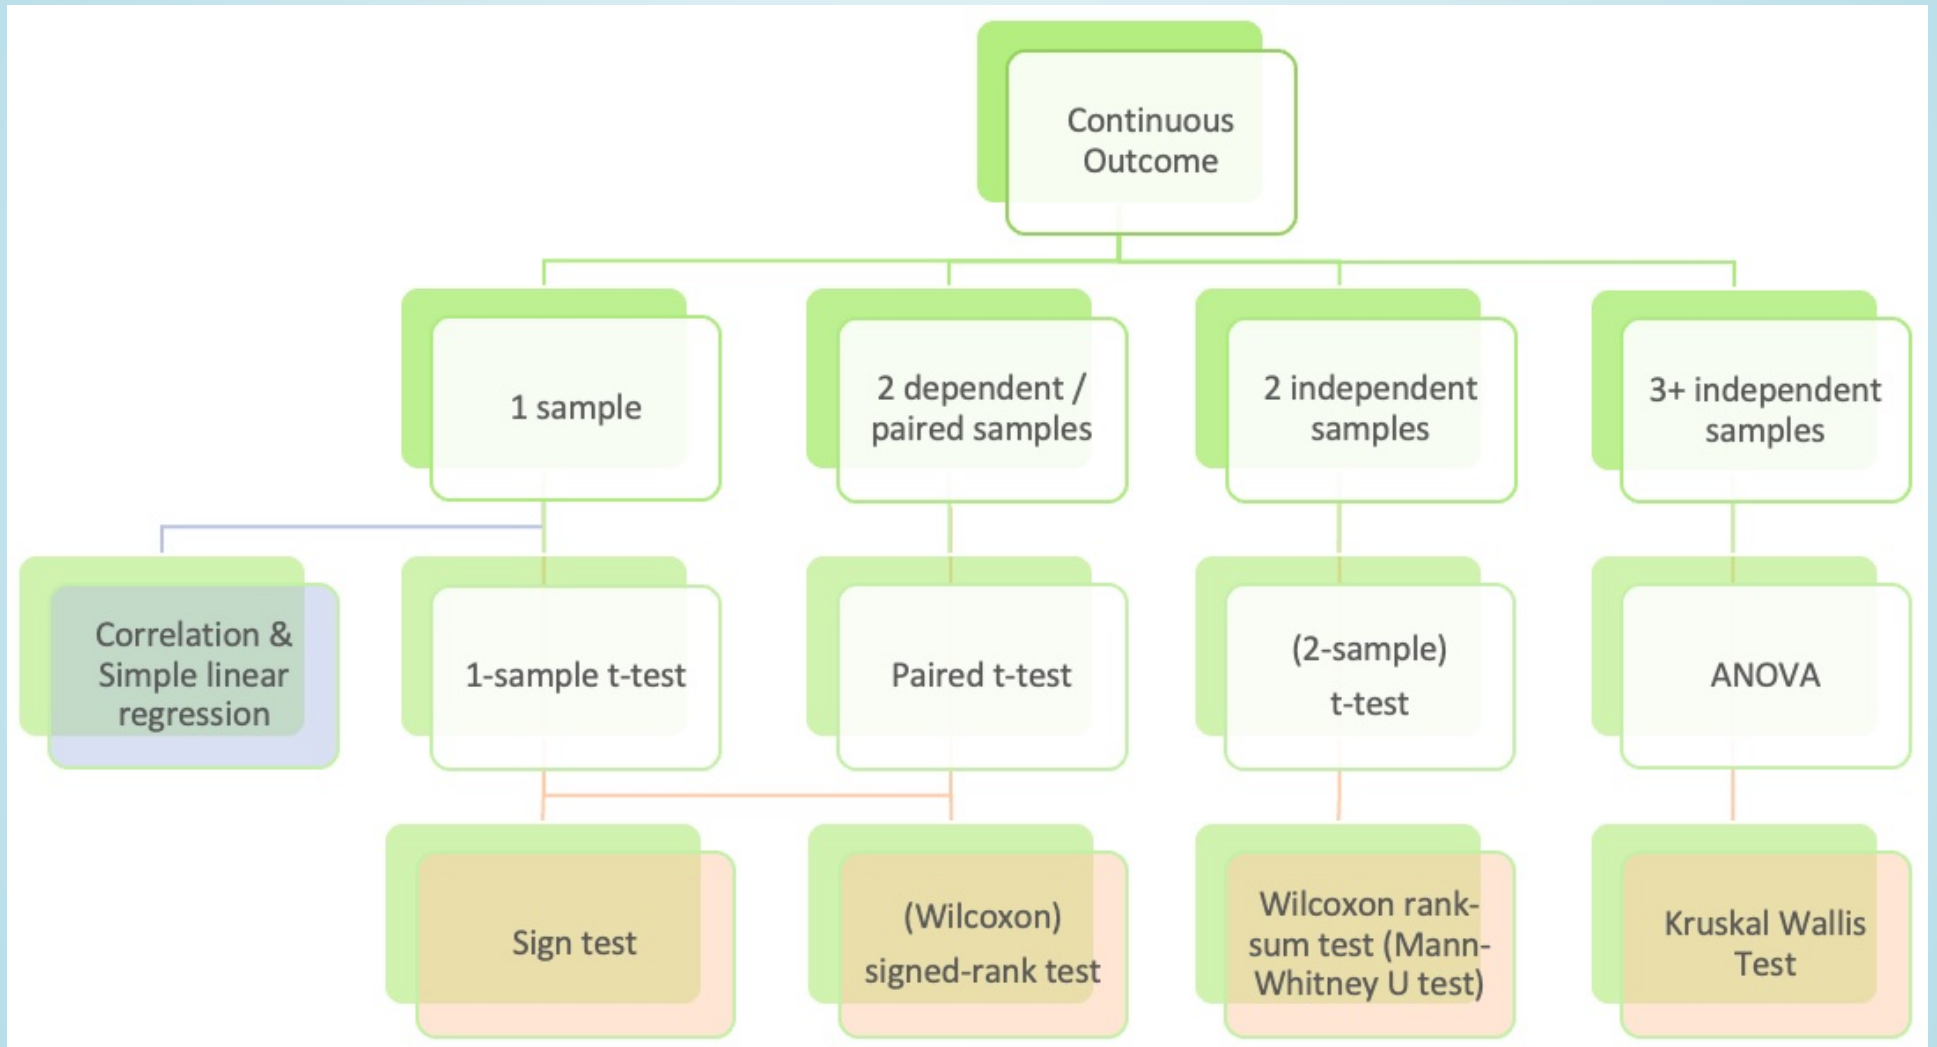 Continuous
Outcome
1 sample
2 dependent /
paired samples
2 independent
samples
3+ independent
samples
Correlation &
Simple linear
regression
1-sample t-test
Paired t-test
(2-sample)
t-test
ANOVA
Sign test
(Wilcoxon)
signed-rank test
Wilcoxon rank-
sum test (Mann-
Whitney U test)
Kruskal Wallis
Test